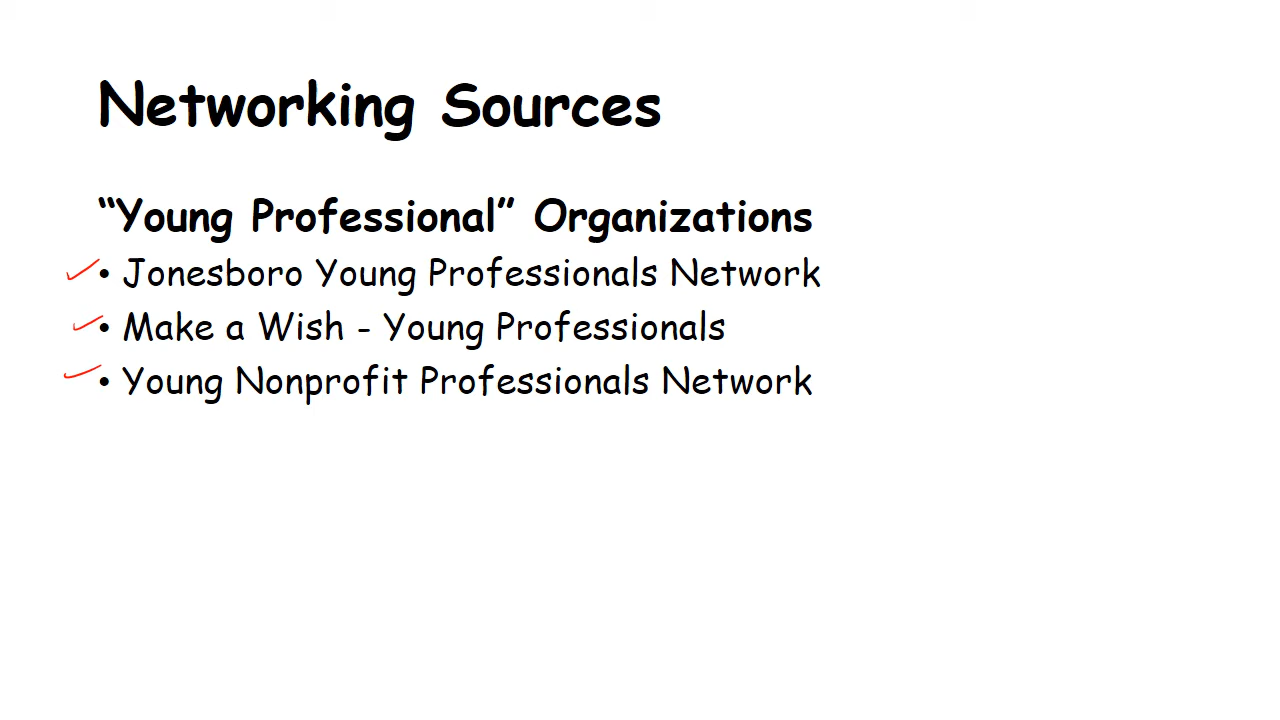 Networking Sources
“Young Professional” Organizations
• Jonesboro Young Professionals Network
• Make a Wish - Young Professionals
• Young Nonprofit Professionals Network